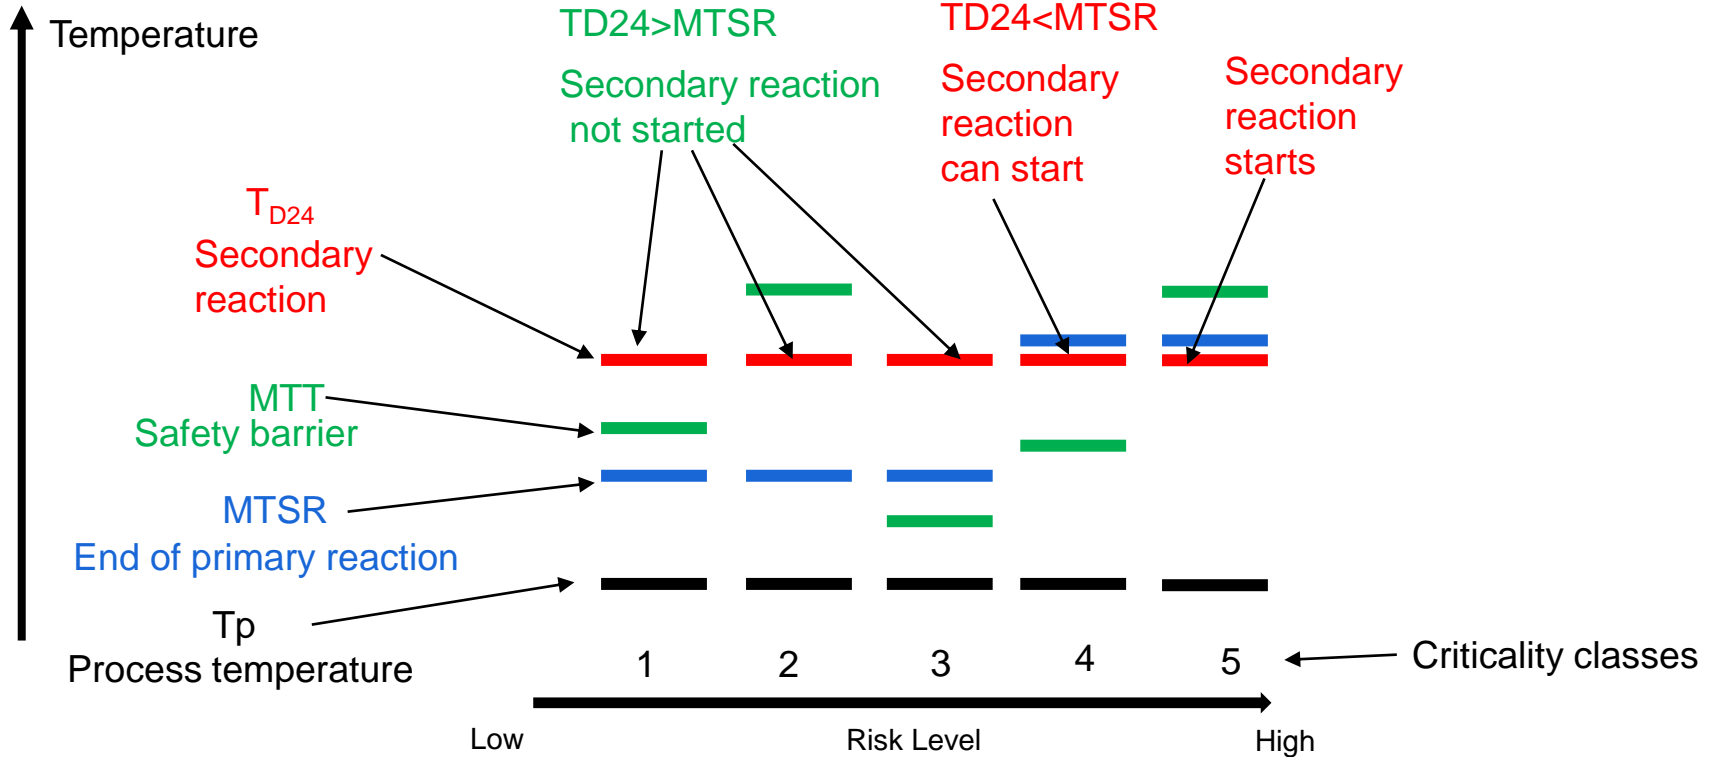 Temperature
TD24>MTSR
TD24<MTSR
Secondary reaction
not started
Secondary
reaction
can start
Secondary
reaction
starts
TD24
Secondary
reaction
MTT
Safety barrier
MTSR
End of primary reaction
Tp
Process temperature
1 2 3 4 5
Criticality classes
Low
Risk Level
High